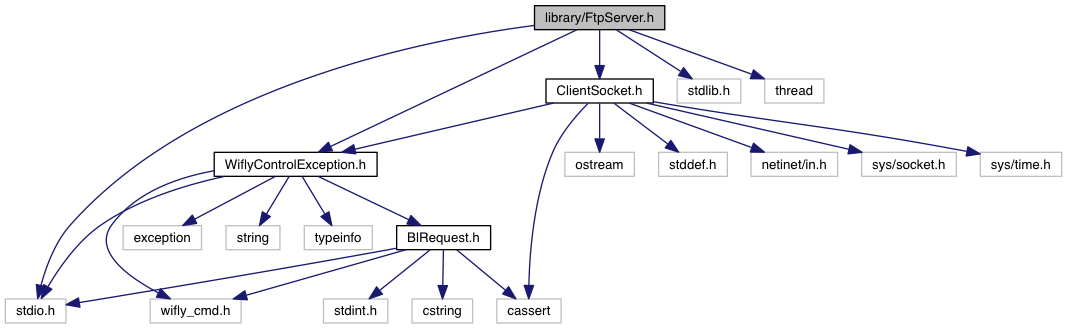 library/FtpServer.h
ClientSocket.h
stdlib.h
thread
WiflyControlException.h
ostream
stddef.h
netinet/in.h
sys/socket.h
sys/time.h
exception
string
typeinfo
BlRequest.h
stdio.h
wifly_cmd.h
stdint.h
cstring
cassert